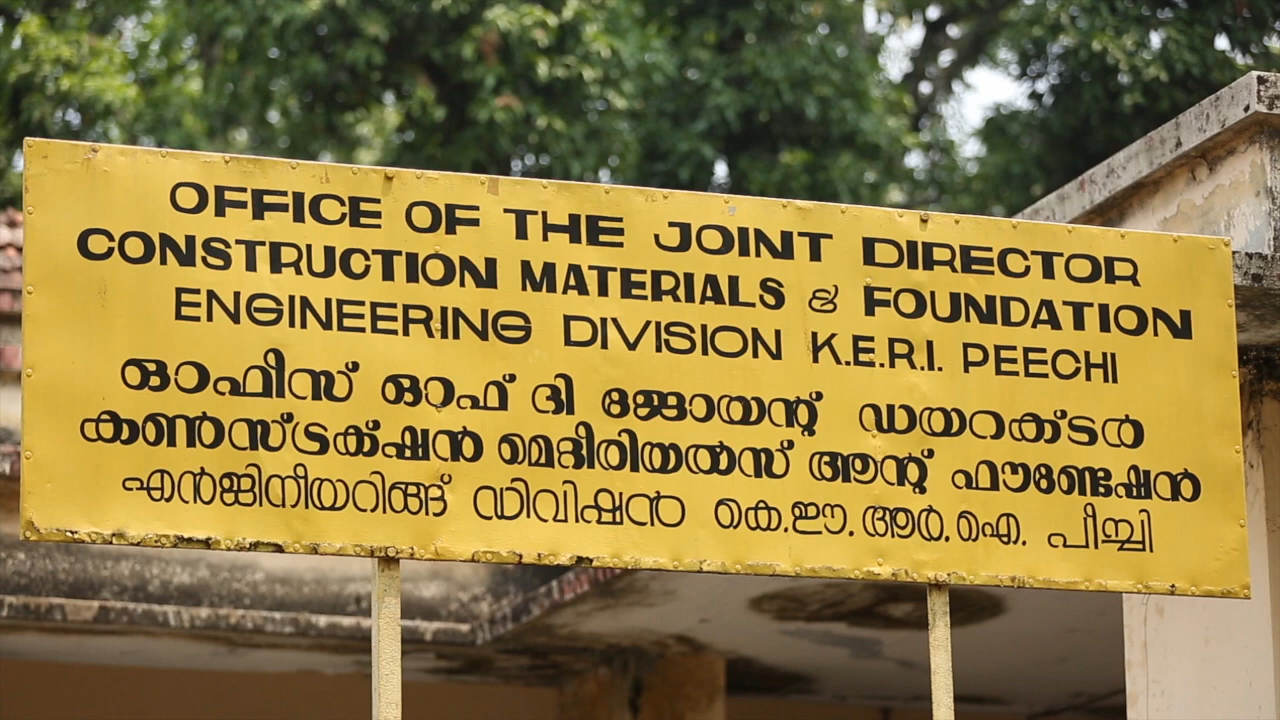 OFFICE OF THE JOINT DIRECTOR
CONSTRUCTION MATERIALS & FOUNDATION
ENGINEERING DIVISION K.E.R.I. PEECHI
ഓഫീസ് ഓഫ് ദി ജോയന്റ് ഡയറക്ടർ
കൺസ്ട്രക്ഷൻ മെറ്റീരിയൽസ് ആന്റ് ഫൗണ്ടേഷൻ
എൻജിനീയറിങ്ങ് ഡിവിഷൻ കെ.ഈ.ആർ.ഐ. പീച്ചി